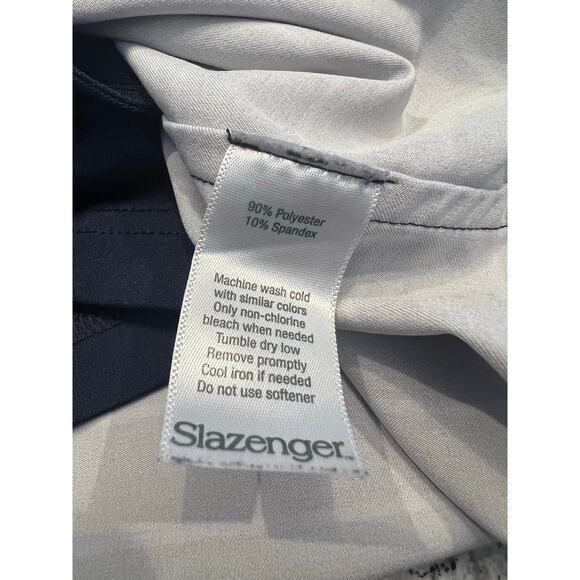 90% Polyester
10% Spandex
Machine wash cold
with similar colors
Only non-chlorine
bleach when needed
Tumble dry low
Remove promptly
Cool iron if needed
Do not use softener
Slazenger